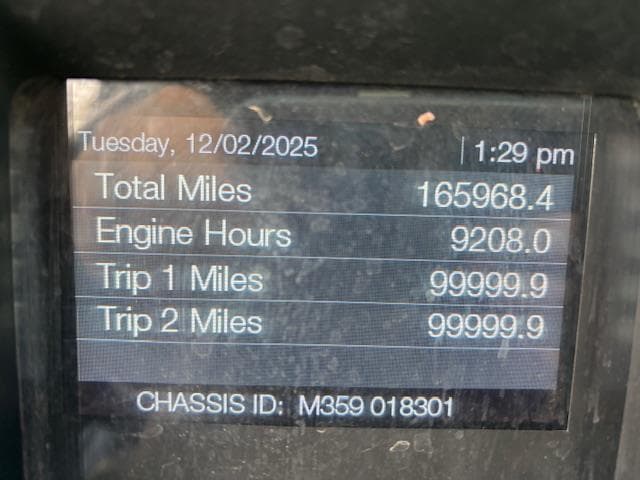 Tuesday, 12/02/2025 | 1:29 pm
Total Miles 165968.4
Engine Hours 9208.0
Trip 1 Miles 99999.9
Trip 2 Miles 99999.9
CHASSIS ID: M359 018301